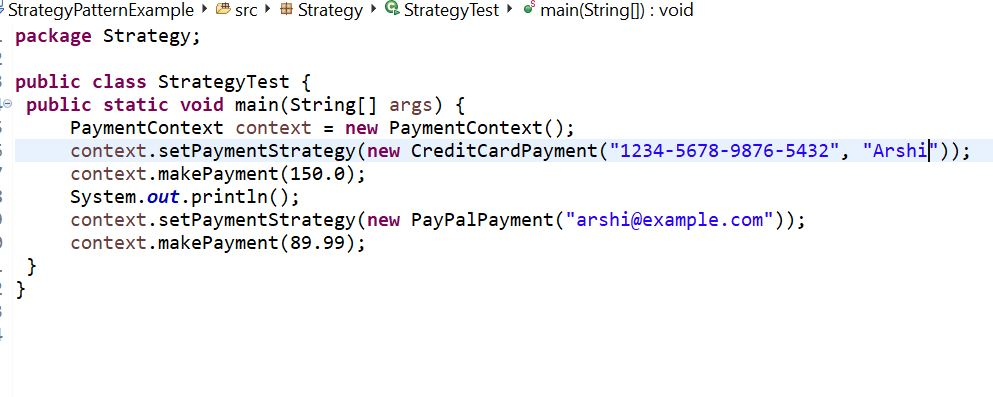 StrategyPatternExample src Strategy StrategyTest main(String[]) : void
package Strategy;
public class StrategyTest {
public static void main(String[] args) {
PaymentContext context = new PaymentContext();
context.setPaymentStrategy(new CreditCardPayment("1234-5678-9876-5432", "Arshi"));
context.makePayment(150.0);
System.out.println();
context.setPaymentStrategy(new PayPalPayment("arshi@example.com"));
context.makePayment(89.99);
}
}